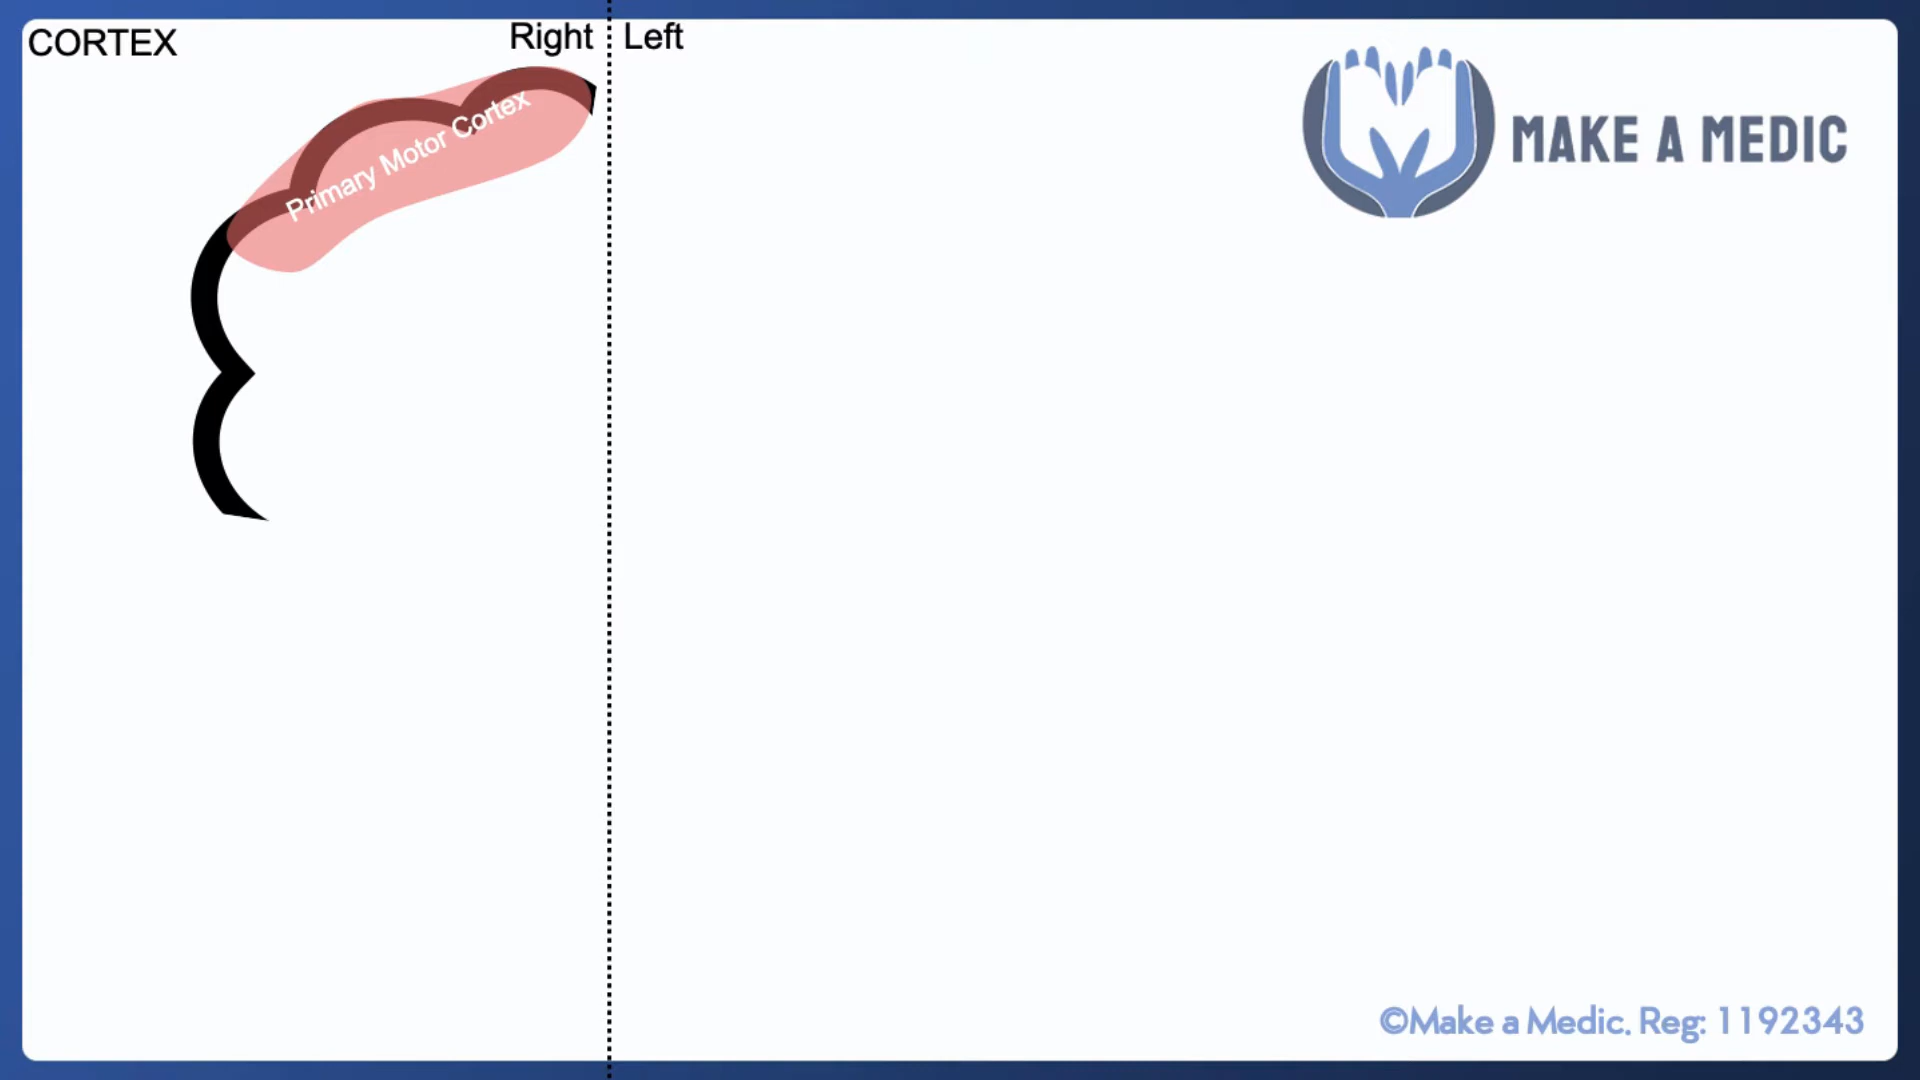 CORTEX
Right
Left
Primary Motor Cortex
MAKE A MEDIC
©Make a Medic. Reg: 1192343